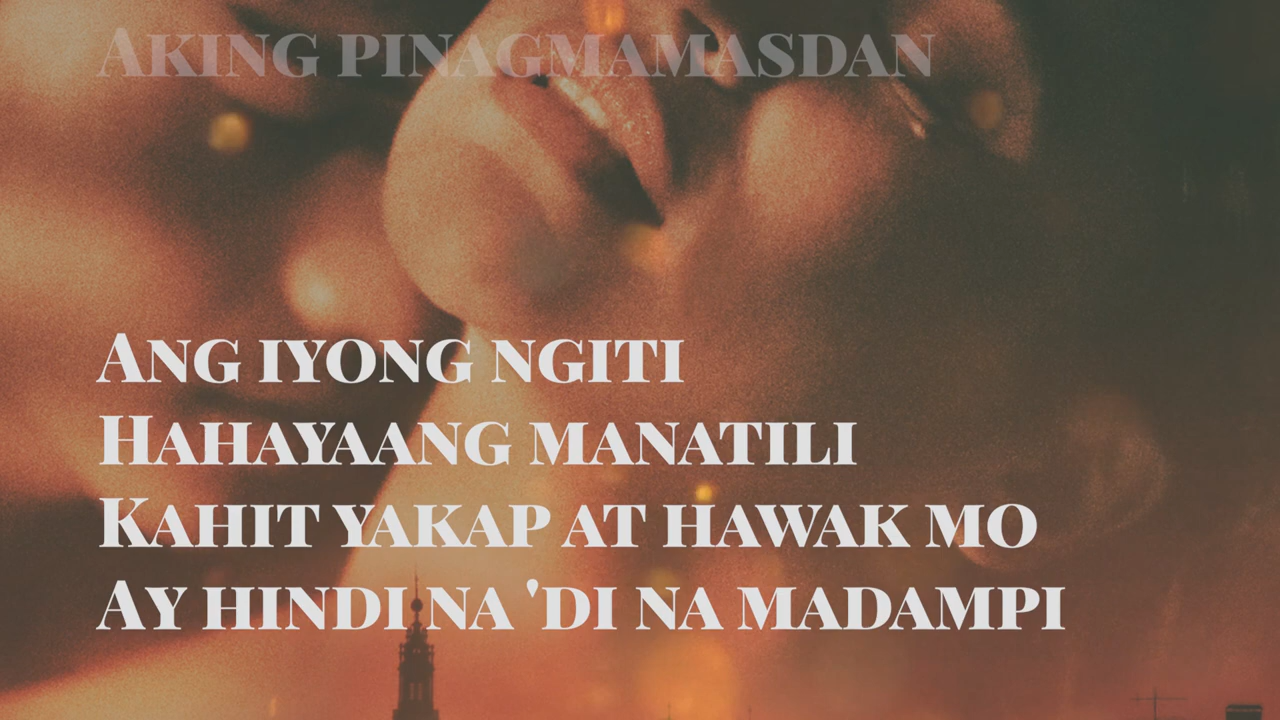 Aking pinagmamasdan
Ang iyong ngiti
Hahayaang manatili
Kahit yakap at hawak mo
Ay hindi na 'di na madampi